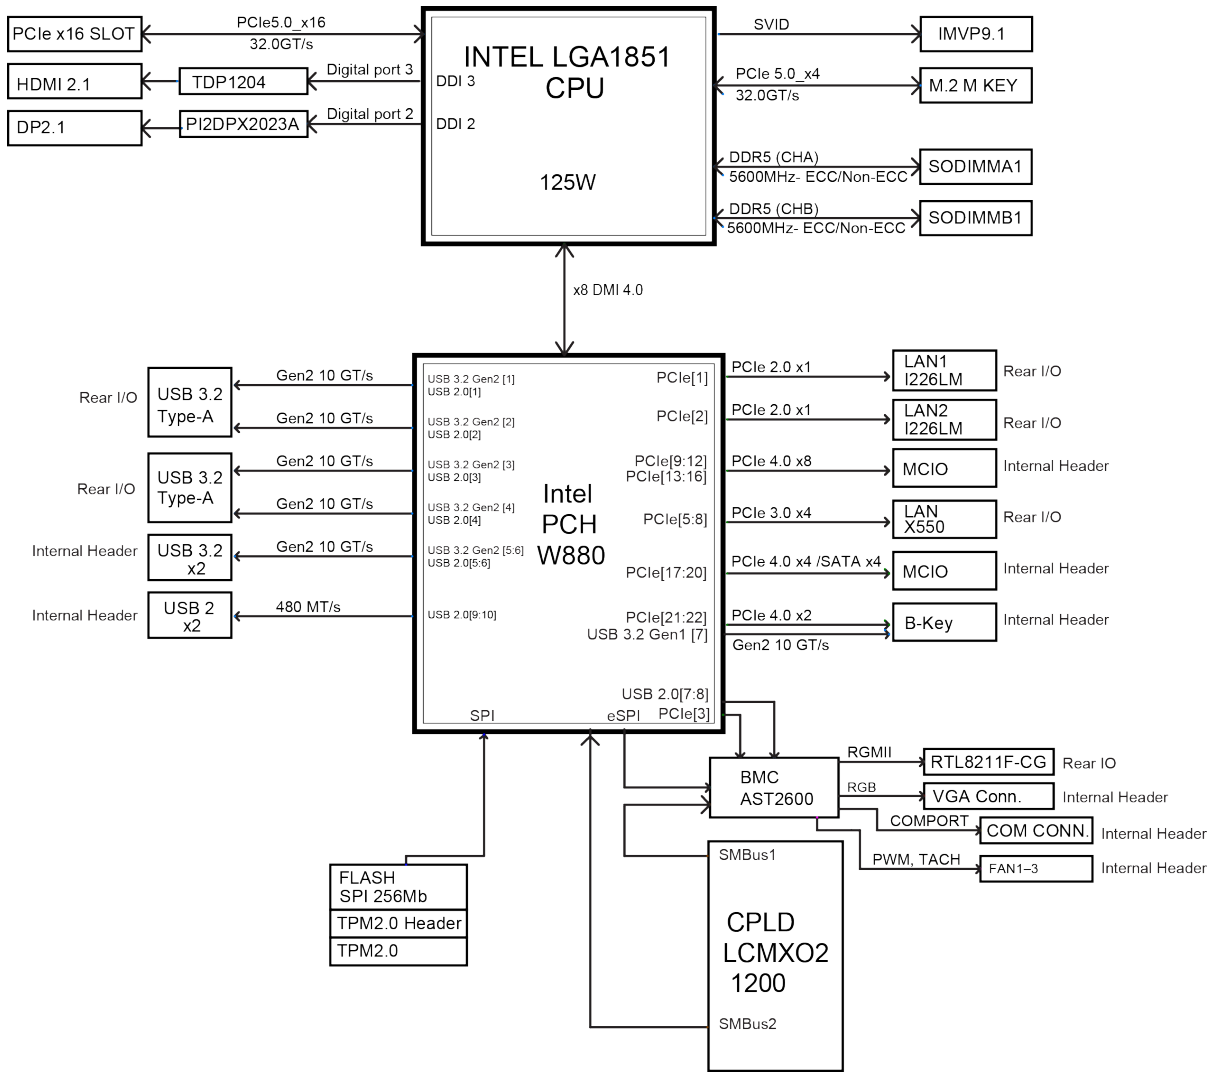 PCIe x16 SLOT
PCIe5.0_x16
32.0GT/s
HDMI 2.1
TDP1204
Digital port 3
DP2.1
PI2DPX2023A
Digital port 2
INTEL LGA1851
CPU
DDI 3
DDI 2
125W
SVID
IMVP9.1
PCIe 5.0_x4
32.0GT/s
M.2 M KEY
DDR5 (CHA)
5600MHz- ECC/Non-ECC
SODIMMA1
DDR5 (CHB)
5600MHz- ECC/Non-ECC
SODIMMB1
x8 DMI 4.0
Rear I/O
USB 3.2
Type-A
Gen2 10 GT/s
Gen2 10 GT/s
Rear I/O
USB 3.2
Type-A
Gen2 10 GT/s
Gen2 10 GT/s
Internal Header
USB 3.2
x2
Gen2 10 GT/s
Internal Header
USB 2
x2
480 MT/s
USB 3.2 Gen2 [1]
USB 2.0[1]
USB 3.2 Gen2 [2]
USB 2.0[2]
USB 3.2 Gen2 [3]
USB 2.0[3]
USB 3.2 Gen2 [4]
USB 2.0[4]
USB 3.2 Gen2 [5:6]
USB 2.0[5:6]
USB 2.0[9:10]
Intel
PCH
W880
PCIe[1]
PCIe[2]
PCIe[9:12]
PCIe[13:16]
PCIe[5:8]
PCIe[17:20]
PCIe[21:22]
USB 3.2 Gen1 [7]
USB 2.0[7:8]
PCIe[3]
SPI
eSPI
PCIe 2.0 x1
LAN1
I226LM
Rear I/O
PCIe 2.0 x1
LAN2
I226LM
Rear I/O
PCIe 4.0 x8
MCIO
Internal Header
PCIe 3.0 x4
LAN
X550
Rear I/O
PCIe 4.0 x4 /SATA x4
MCIO
Internal Header
PCIe 4.0 x2
Gen2 10 GT/s
B-Key
Internal Header
BMC
AST2600
RGMII
RTL8211F-CG
Rear IO
RGB
VGA Conn.
Internal Header
COMPORT
COM CONN.
Internal Header
PWM, TACH
FAN1–3
Internal Header
FLASH
SPI 256Mb
TPM2.0 Header
TPM2.0
SMBus1
CPLD
LCMXO2
1200
SMBus2